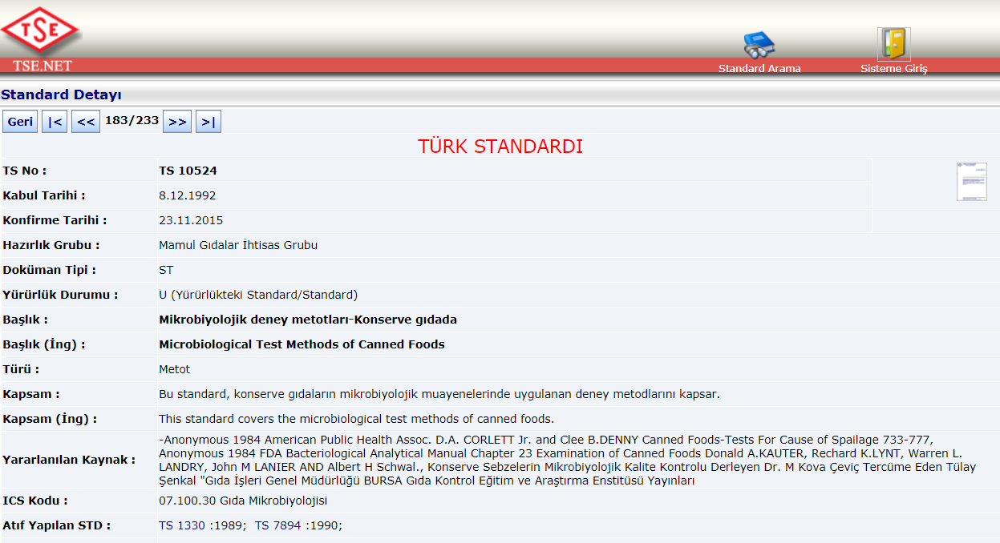 TSE
TSE.NET
Standard Arama
Sisteme Giriş
Standard Detayı
Geri |< << 183/233 >> >|
TÜRK STANDARDI
TS No : TS 10524
Kabul Tarihi : 8.12.1992
Konfirme Tarihi : 23.11.2015
Hazırlık Grubu : Mamul Gıdalar İhtisas Grubu
Doküman Tipi : ST
Yürürlük Durumu : U (Yürürlükteki Standard/Standard)
Başlık : Mikrobiyolojik deney metotları-Konserve gıdada
Başlık (İng) : Microbiological Test Methods of Canned Foods
Türü : Metot
Kapsam : Bu standard, konserve gıdaların mikrobiyolojik muayenelerinde uygulanan deney metodlarını kapsar.
Kapsam (İng) : This standard covers the microbiological test methods of canned foods.
Yararlanılan Kaynak : -Anonymous 1984 American Public Health Assoc. D.A. CORLETT Jr. and Clee B.DENNY Canned Foods-Tests For Cause of Spailage 733-777,
Anonymous 1984 FDA Bacteriological Analytical Manual Chapter 23 Examination of Canned Foods Donald A.KAUTER, Rechard K.LYNT, Warren L.
LANDRY, John M LANIER AND Albert H Schwal., Konserve Sebzelerin Mikrobiyolojik Kalite Kontrolu Derleyen Dr. M Kova Çeviç Tercüme Eden Tülay
Şenkal "Gıda İşleri Genel Müdürlüğü BURSA Gıda Kontrol Eğitim ve Araştırma Enstitüsü Yayınları
ICS Kodu : 07.100.30 Gıda Mikrobiyolojisi
Atıf Yapılan STD : TS 1330 :1989; TS 7894 :1990;